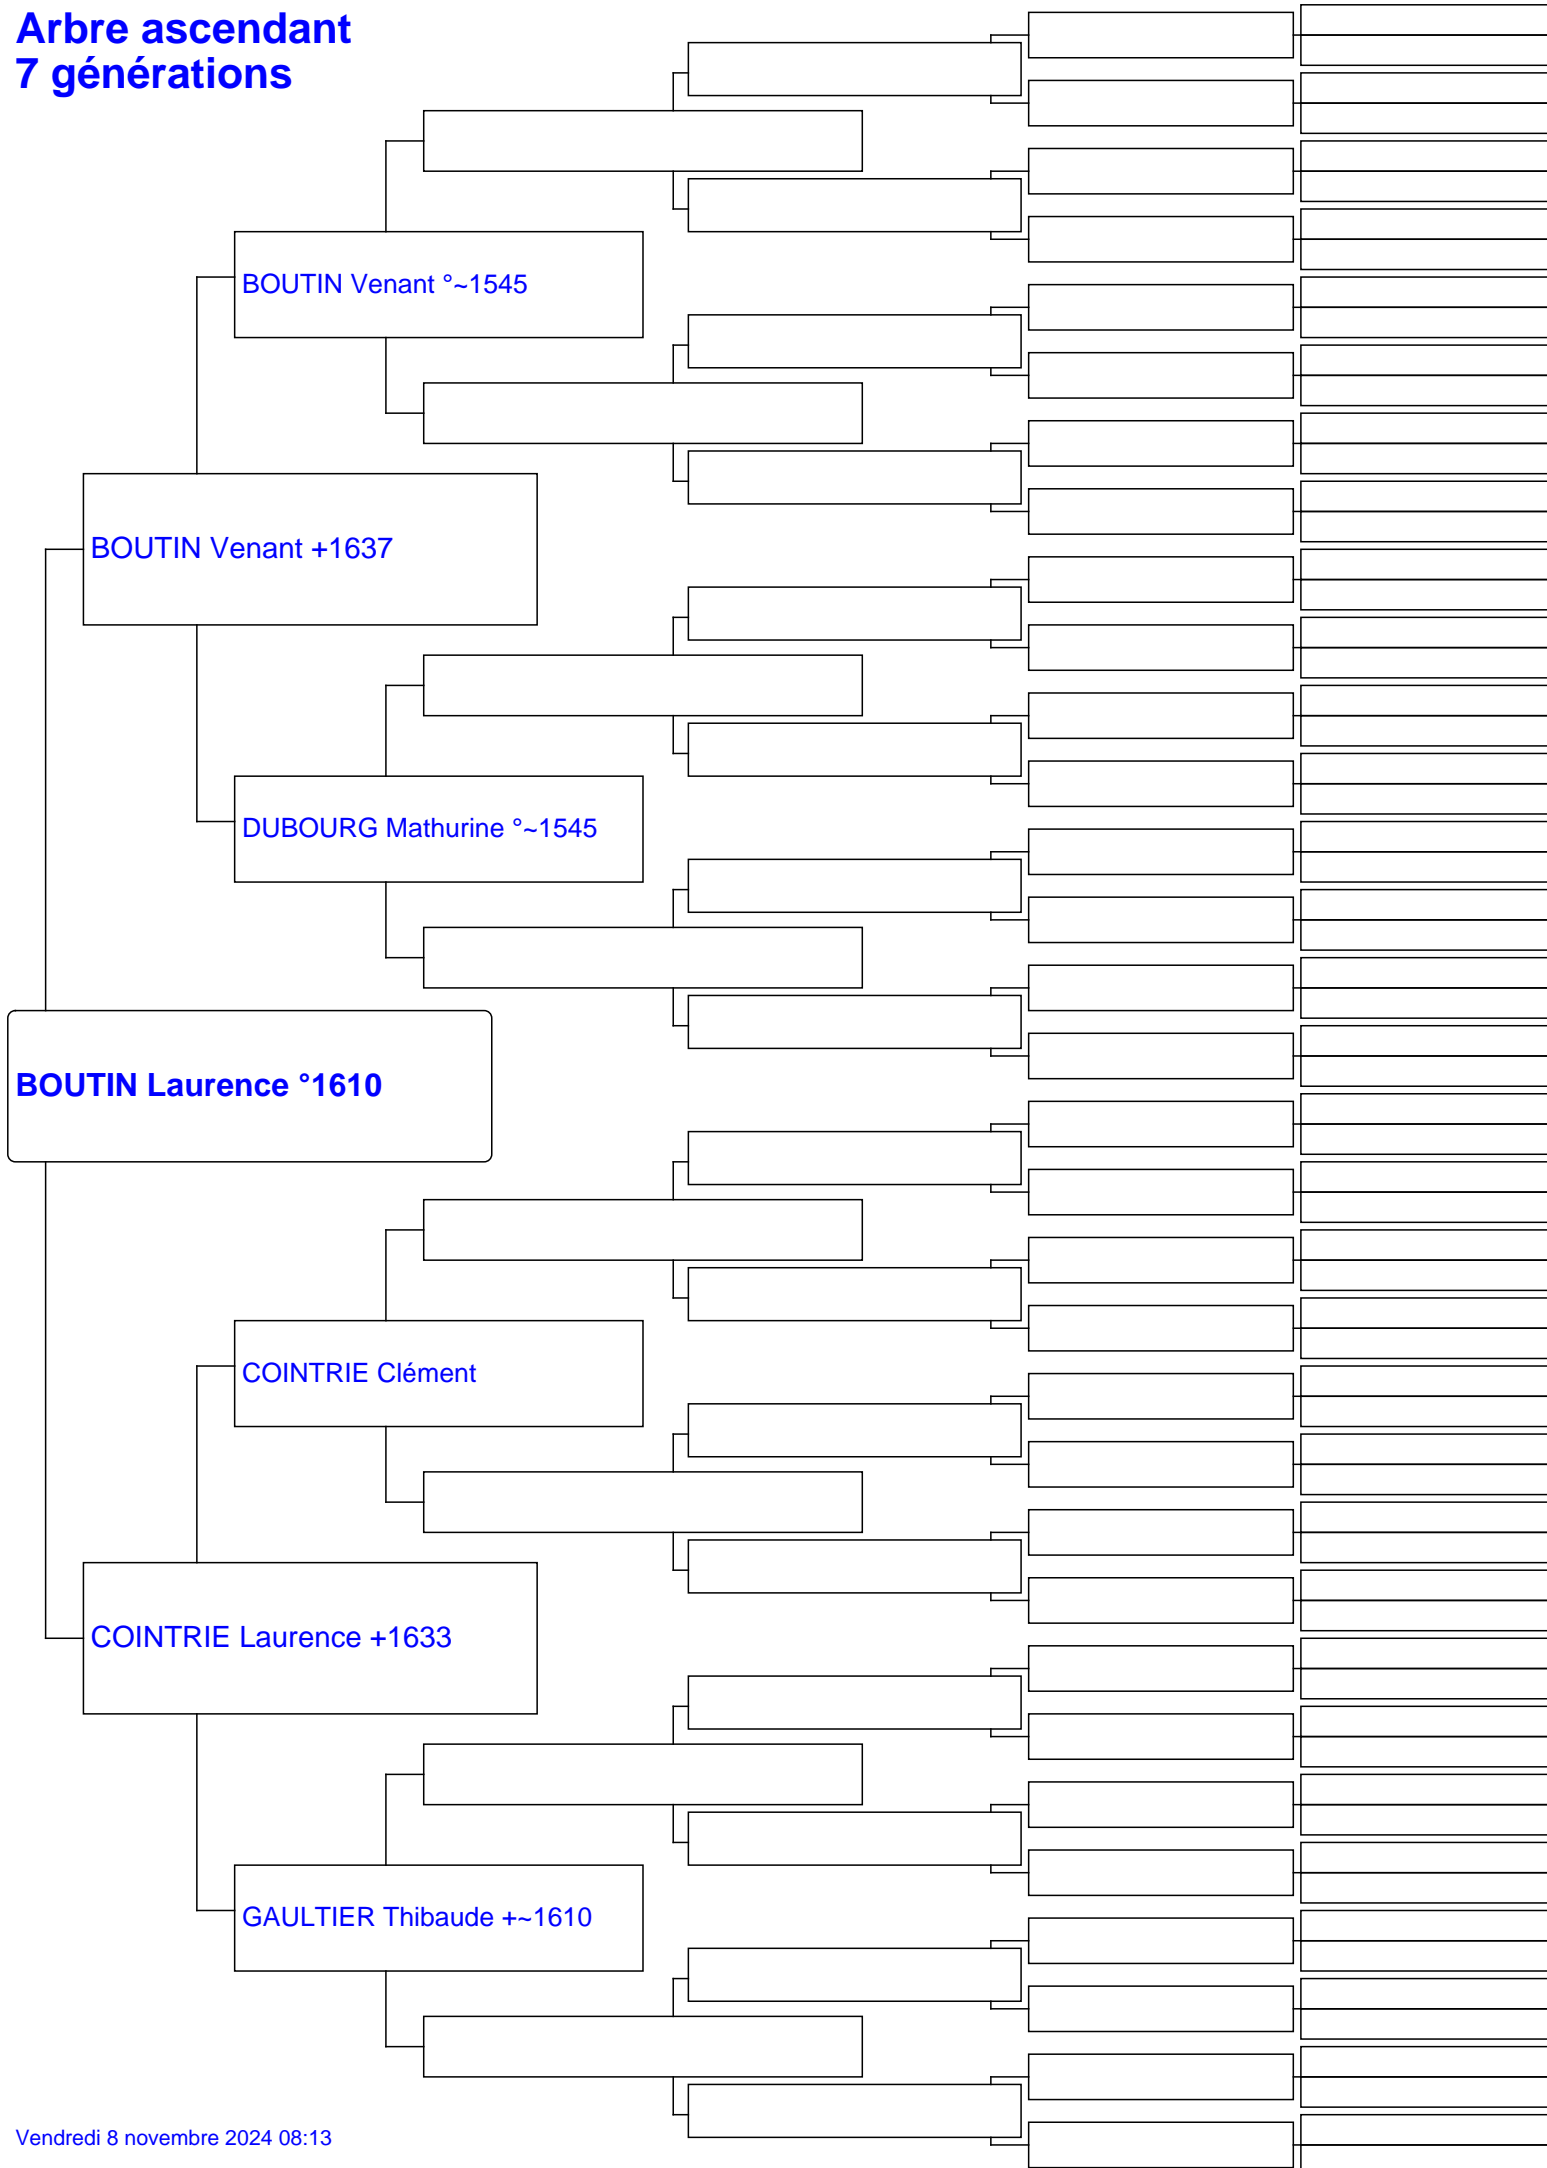 Arbre ascendant
7 générations
BOUTIN Venant °~1545
BOUTIN Venant +1637
DUBOURG Mathurine °~1545
BOUTIN Laurence °1610
COINTRIE Clément
COINTRIE Laurence +1633
GAULTIER Thibaude +~1610
Vendredi 8 novembre 2024 08:13